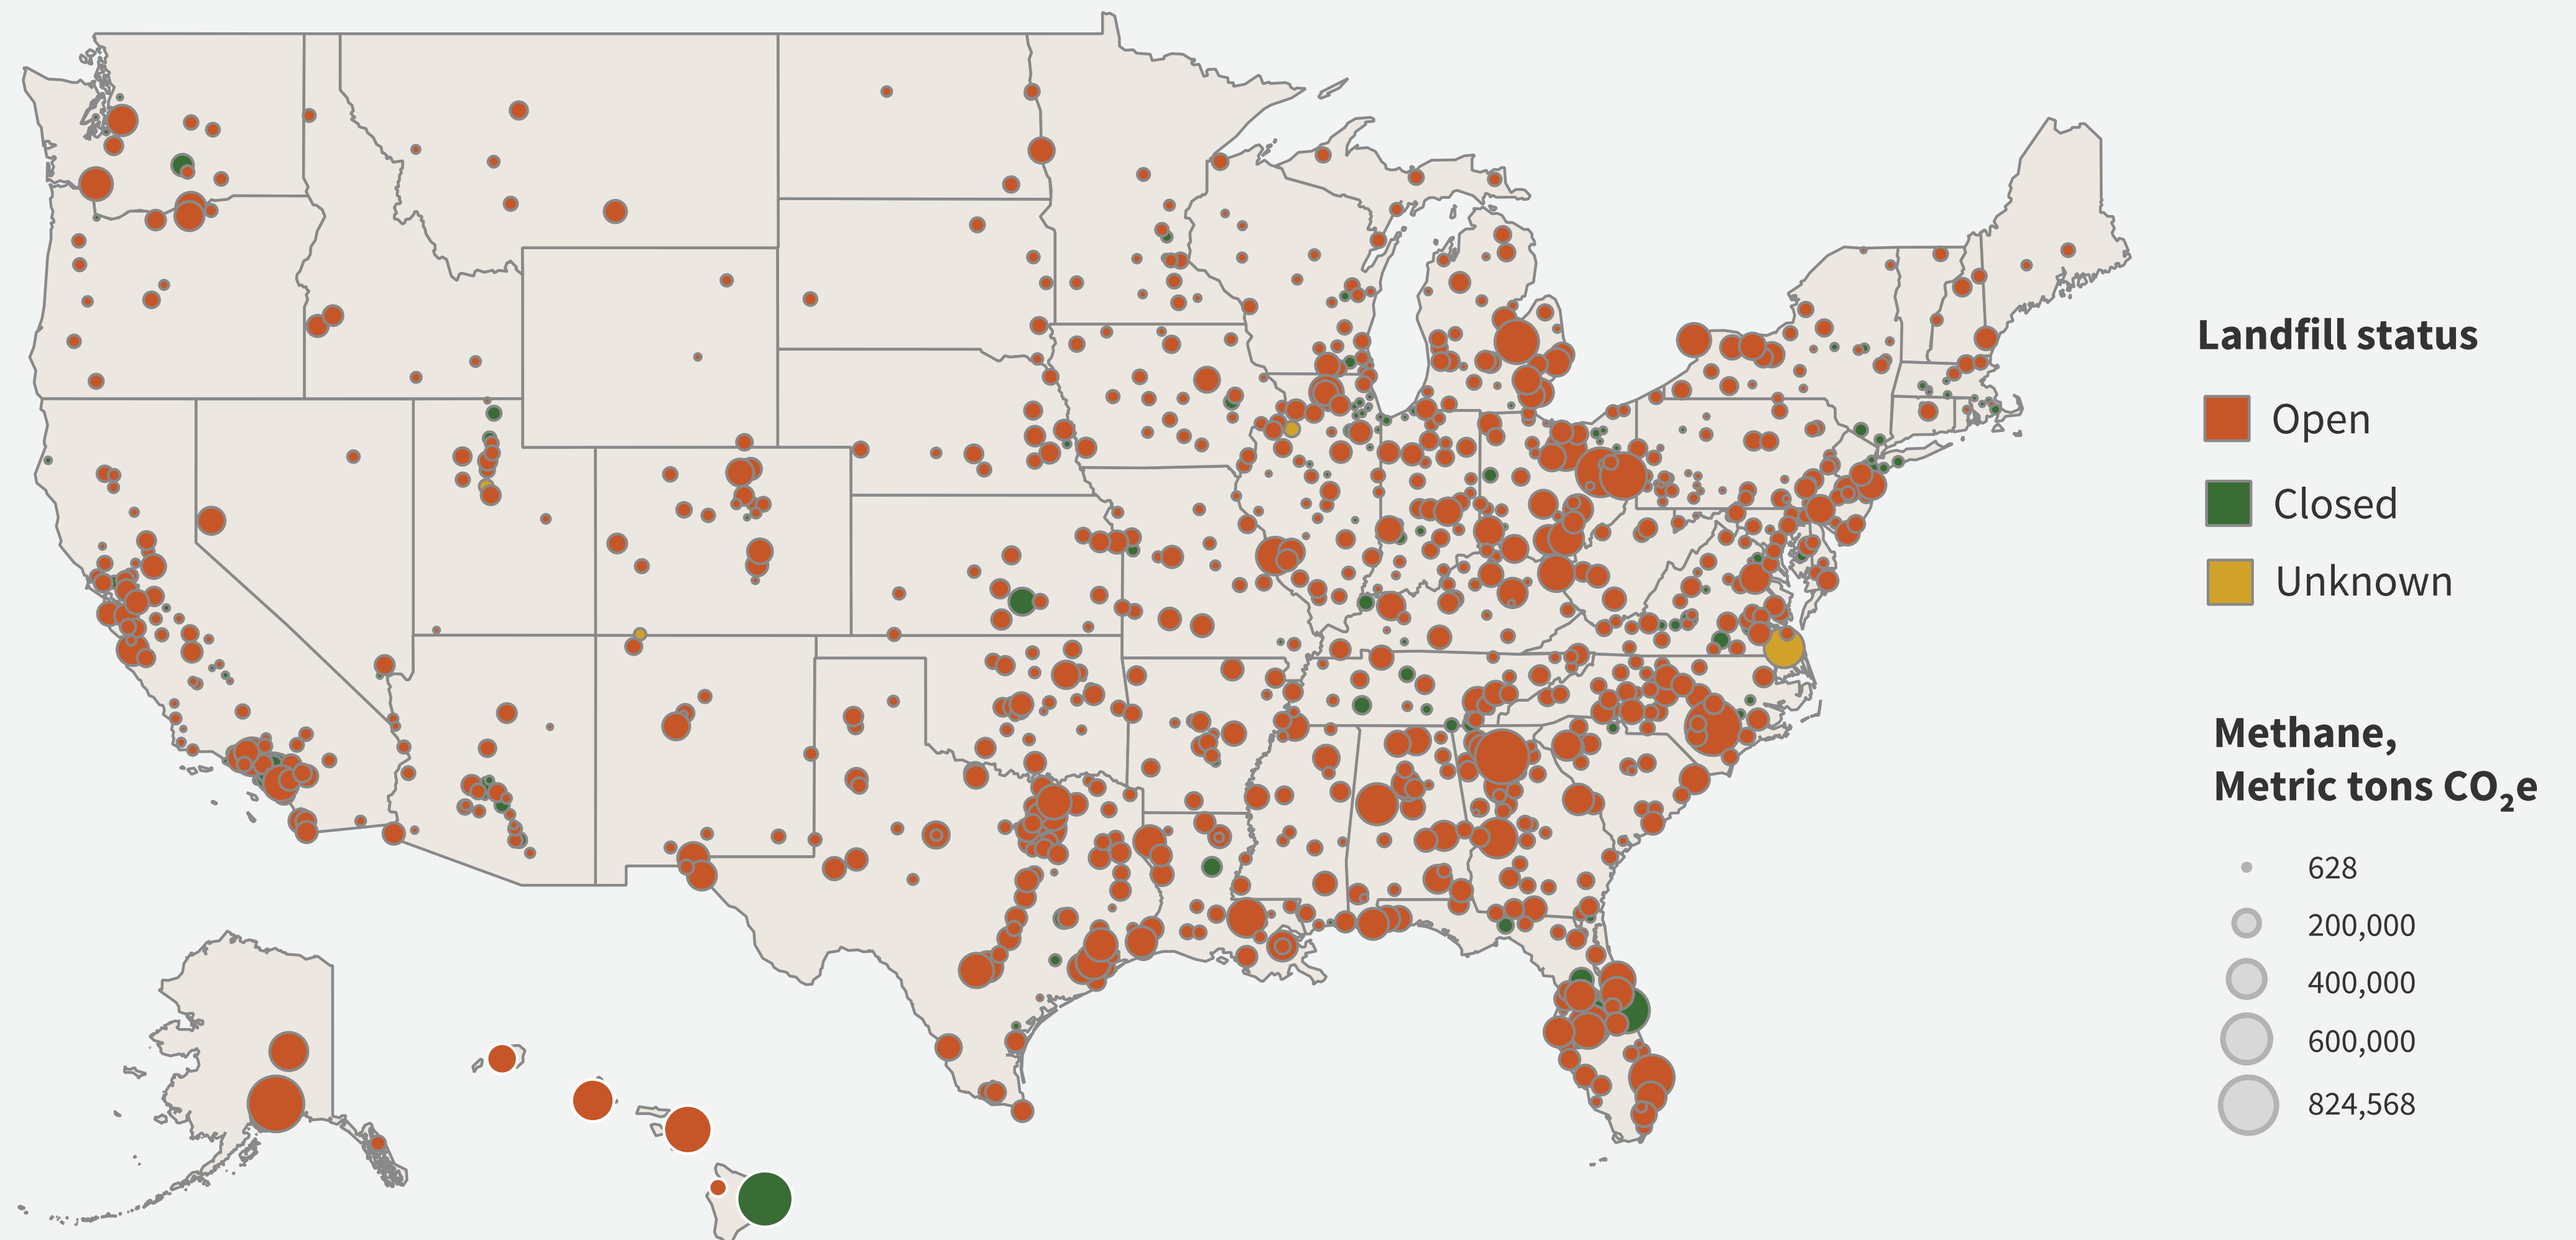 Landfill status
Open
Closed
Unknown
Methane,
Metric tons CO₂e
628
200,000
400,000
600,000
824,568